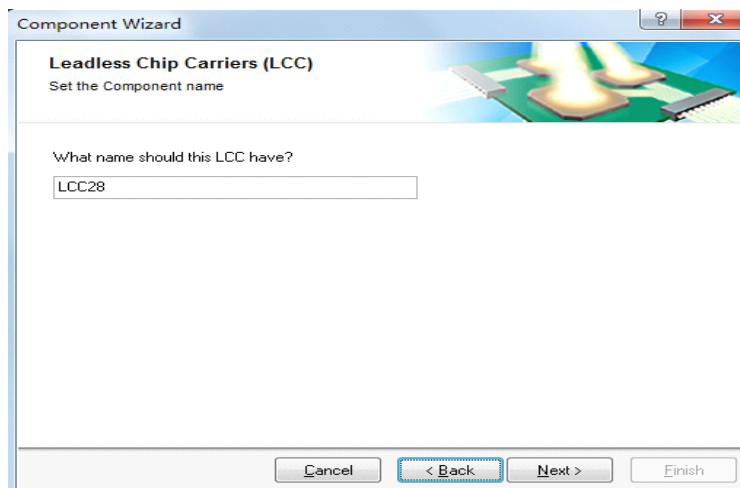 Component Wizard
?
Leadless Chip Carriers (LCC)
Set the Component name
What name should this LCC have?
LCC28
Cancel
< Back
Next >
Finish